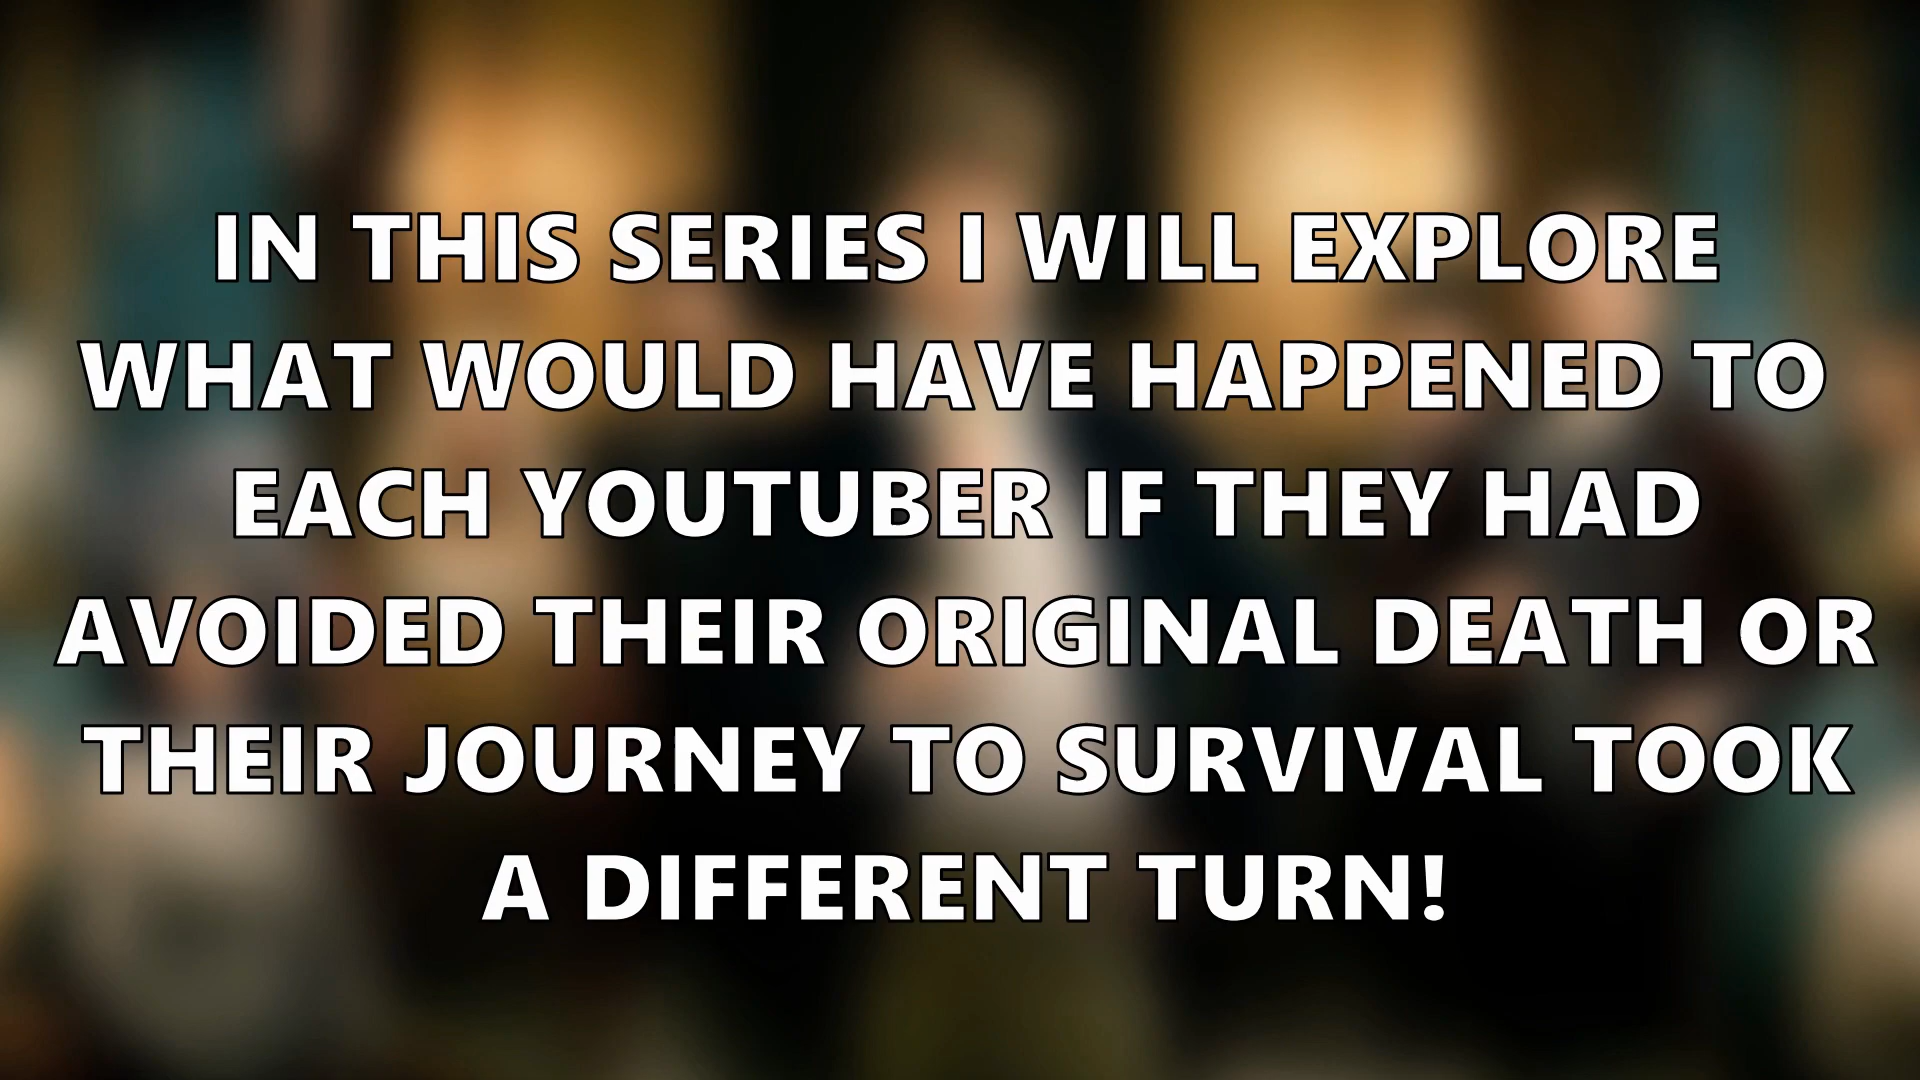 IN THIS SERIES I WILL EXPLORE
WHAT WOULD HAVE HAPPENED TO
EACH YOUTUBER IF THEY HAD
AVOIDED THEIR ORIGINAL DEATH OR
THEIR JOURNEY TO SURVIVAL TOOK
A DIFFERENT TURN!